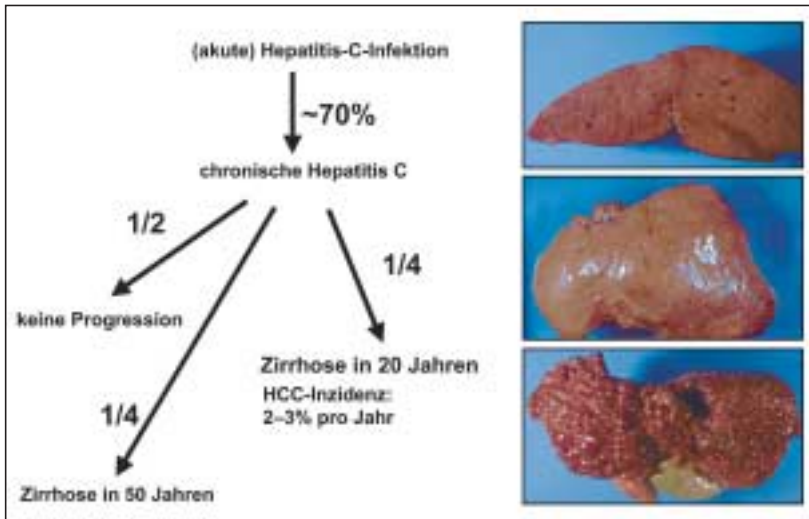 (akute) Hepatitis-C-Infektion
~70%
chronische Hepatitis C
1/2
1/4
keine Progression
Zirrhose in 20 Jahren
HCC-Inzidenz:
2–3% pro Jahr
1/4
Zirrhose in 50 Jahren